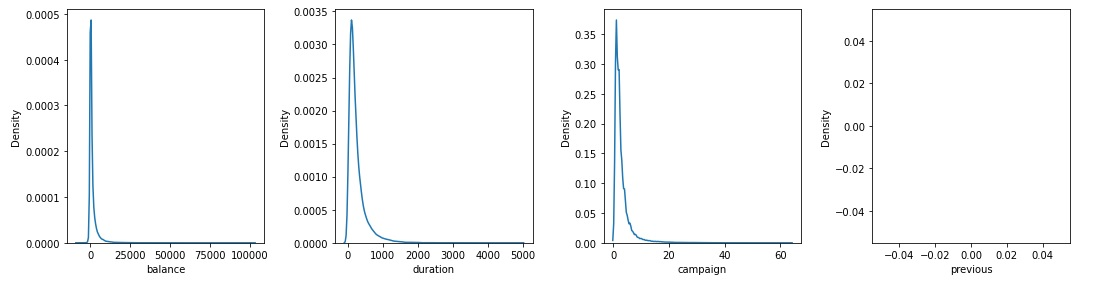 Density
0.0005
0.0004
0.0003
0.0002
0.0001
0.0000
0 25000 50000 75000 100000
balance
Density
0.0035
0.0030
0.0025
0.0020
0.0015
0.0010
0.0005
0.0000
0 1000 2000 3000 4000 5000
duration
Density
0.35
0.30
0.25
0.20
0.15
0.10
0.05
0.00
0 20 40 60
campaign
Density
0.04
0.02
0.00
−0.02
−0.04
−0.04 −0.02 0.00 0.02 0.04
previous